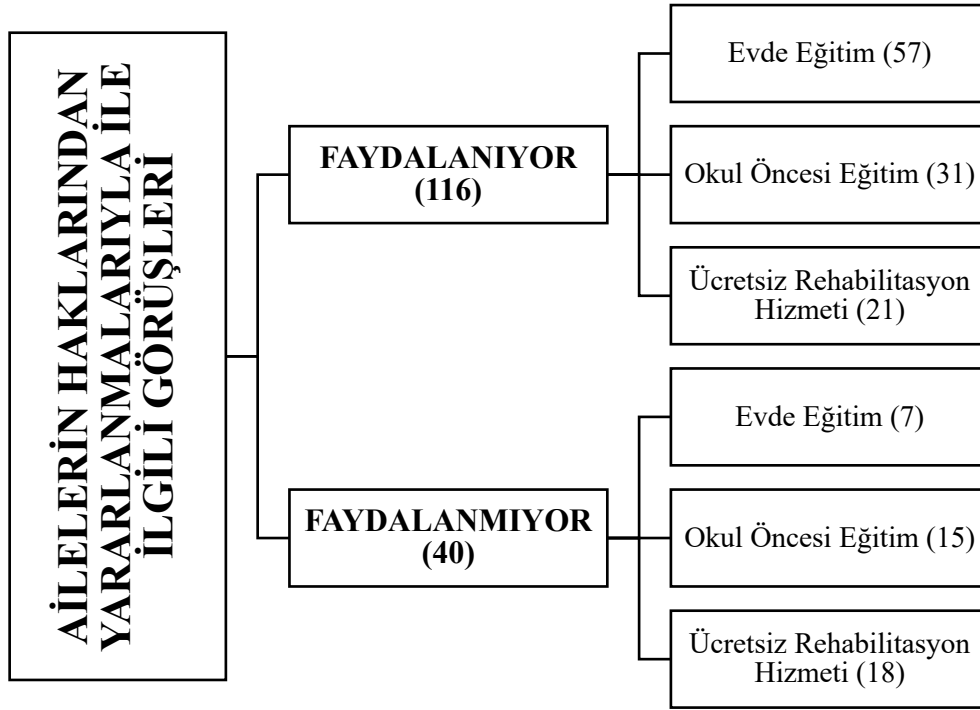 AİLELERİN HAKLARINDAN
YARARLANMALARIYLA İLE
İLGİLİ GÖRÜŞLERİ
FAYDALANIYOR
(116)
Evde Eğitim (57)
Okul Öncesi Eğitim (31)
Ücretsiz Rehabilitasyon
Hizmeti (21)
FAYDALANMIYOR
(40)
Evde Eğitim (7)
Okul Öncesi Eğitim (15)
Ücretsiz Rehabilitasyon
Hizmeti (18)